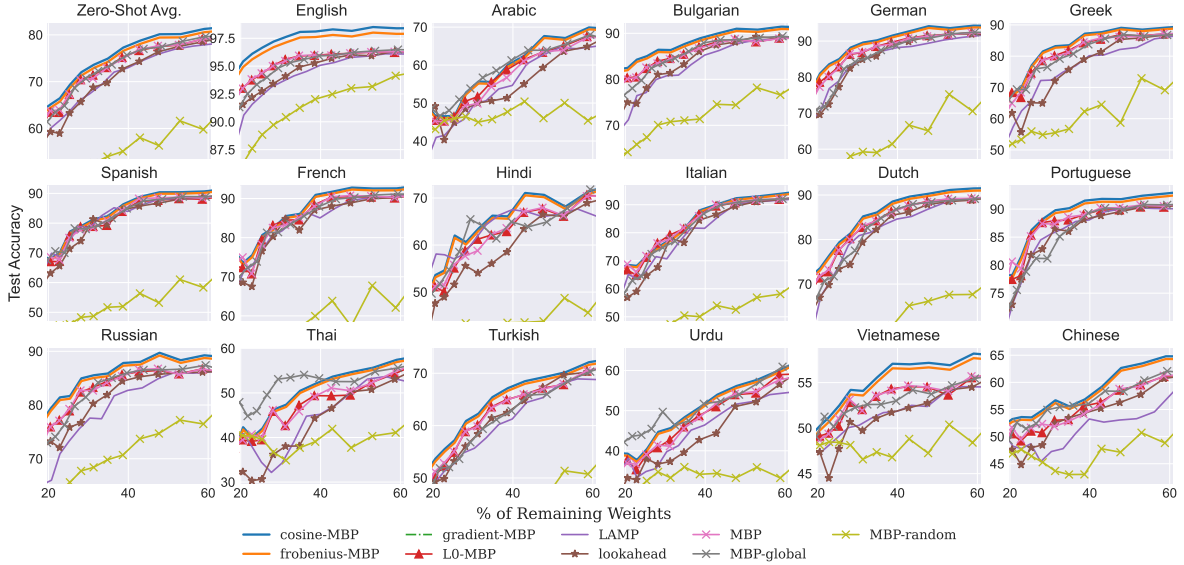 Zero-Shot Avg. English Arabic Bulgarian German Greek
80 70 60
97.5 95.0 92.5 90.0 87.5
70 60 50 40
90 80 70
90 80 70 60
90 80 70 60 50
Spanish French Hindi Italian Dutch Portuguese
90 80 70 60 50
90 80 70 60
70 60 50
90 80 70 60 50
90 80 70
90 85 80 75
Test Accuracy
Russian Thai Turkish Urdu Vietnamese Chinese
90 80 70
60 50 40 30
70 60 50
60 50 40
55 50 45
65 60 55 50 45
20 40 60 20 40 60 20 40 60 20 40 60 20 40 60 20 40 60
% of Remaining Weights
cosine-MBP gradient-MBP LAMP MBP MBP-random
frobenius-MBP L0-MBP lookahead MBP-global